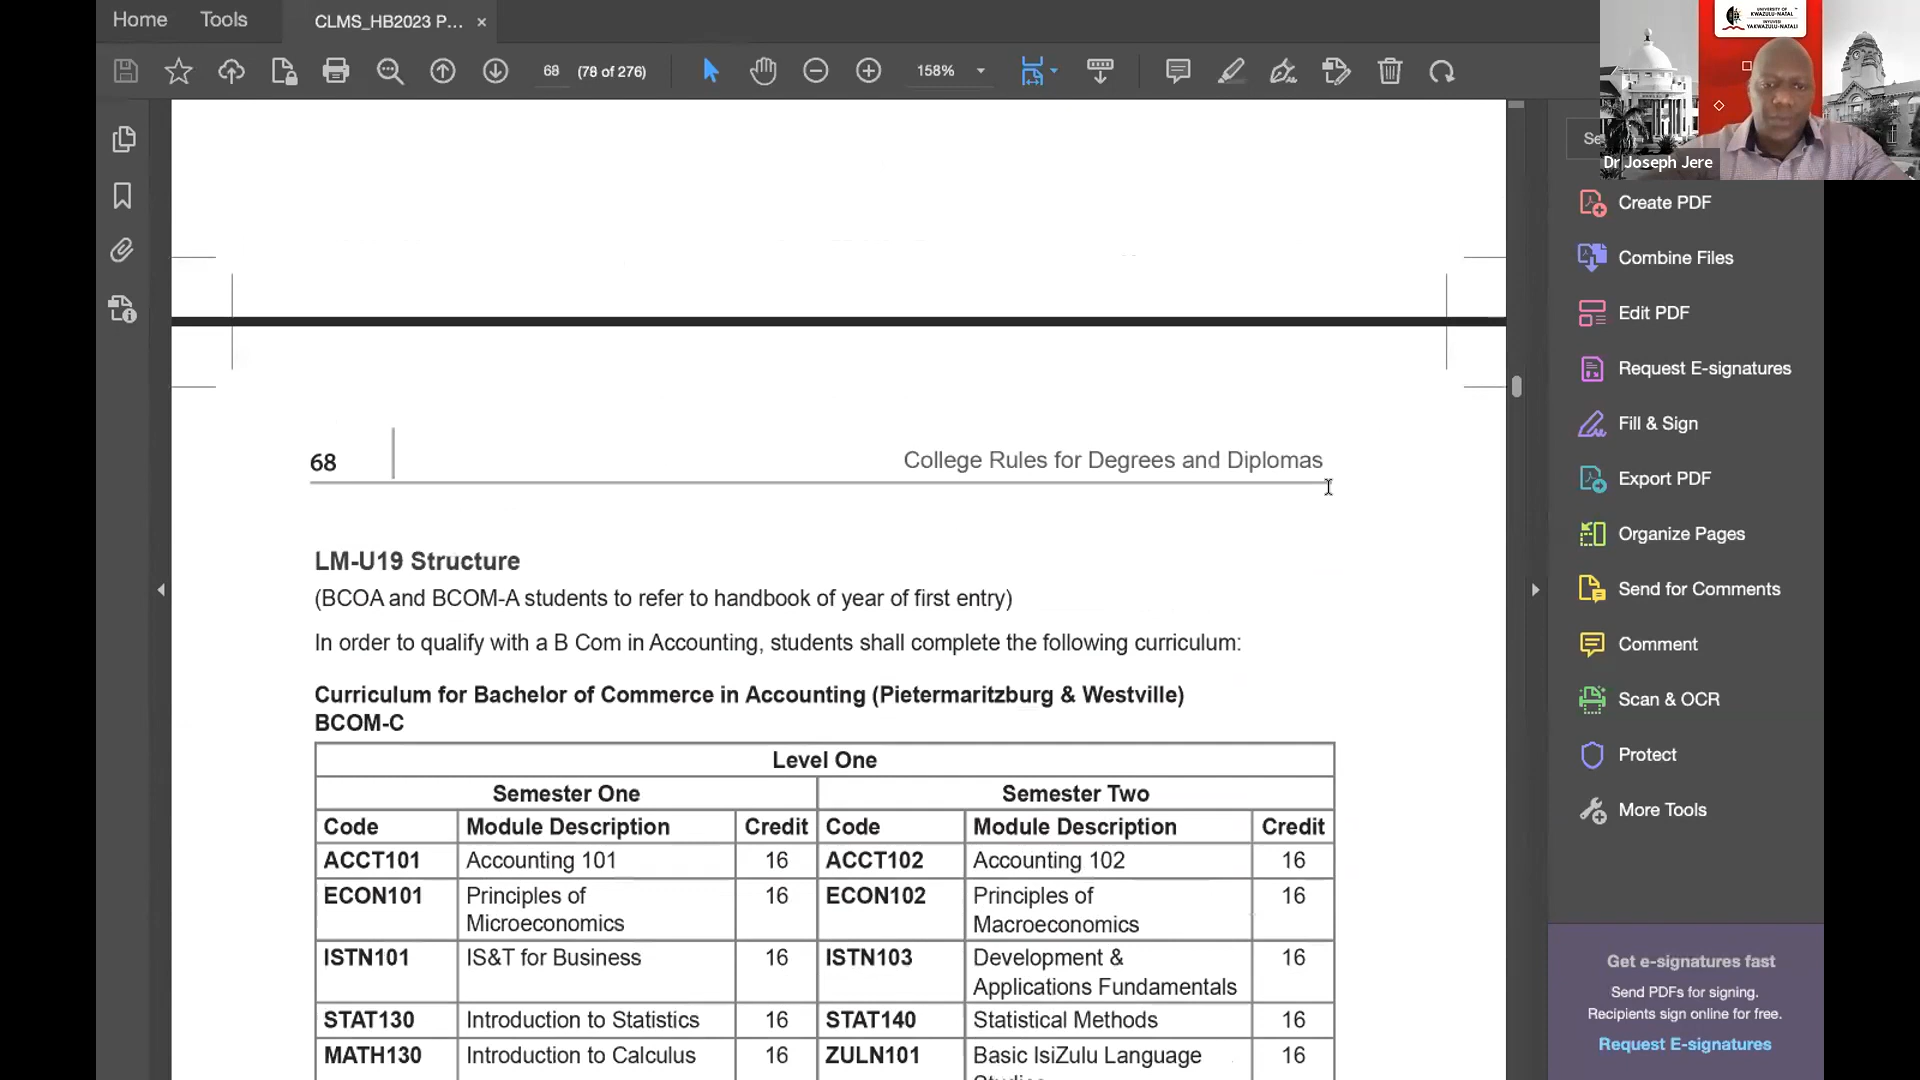 Home
Tools
CLMS_HB2023 P... ×
68
(78 of 276)
158%
UNIVERSITY OF
KWAZULU-NATAL
INYUVESI
YAKWAZULU-NATALI
Dr Joseph Jere
Se
Create PDF
Combine Files
Edit PDF
Request E-signatures
Fill & Sign
Export PDF
Organize Pages
Send for Comments
Comment
Scan & OCR
Protect
More Tools
Get e-signatures fast
Send PDFs for signing.
Recipients sign online for free.
Request E-signatures
68
College Rules for Degrees and Diplomas
LM-U19 Structure
(BCOA and BCOM-A students to refer to handbook of year of first entry)
In order to qualify with a B Com in Accounting, students shall complete the following curriculum:
Curriculum for Bachelor of Commerce in Accounting (Pietermaritzburg & Westville)
BCOM-C
Level One
Semester One Semester Two
Code Module Description Credit Code Module Description Credit
ACCT101 Accounting 101 16 ACCT102 Accounting 102 16
ECON101 Principles of 16 ECON102 Principles of 16
Microeconomics Macroeconomics
ISTN101 IS&T for Business 16 ISTN103 Development & 16
Applications Fundamentals
STAT130 Introduction to Statistics 16 STAT140 Statistical Methods 16
MATH130 Introduction to Calculus 16 ZULN101 Basic IsiZulu Language 16